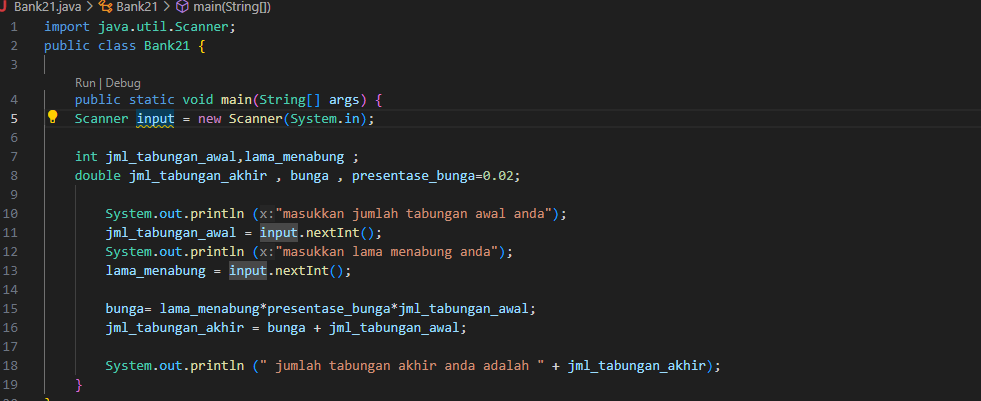 Bank21.java > Bank21 > main(String[])
1 import java.util.Scanner;
2 public class Bank21 {
3
Run | Debug
4 public static void main(String[] args) {
5 Scanner input = new Scanner(System.in);
6
7 int jml_tabungan_awal,lama_menabung ;
8 double jml_tabungan_akhir , bunga , presentase_bunga=0.02;
9
10 System.out.println (x:"masukkan jumlah tabungan awal anda");
11 jml_tabungan_awal = input.nextInt();
12 System.out.println (x:"masukkan lama menabung anda");
13 lama_menabung = input.nextInt();
14
15 bunga= lama_menabung*presentase_bunga*jml_tabungan_awal;
16 jml_tabungan_akhir = bunga + jml_tabungan_awal;
17
18 System.out.println (" jumlah tabungan akhir anda adalah " + jml_tabungan_akhir);
19 }